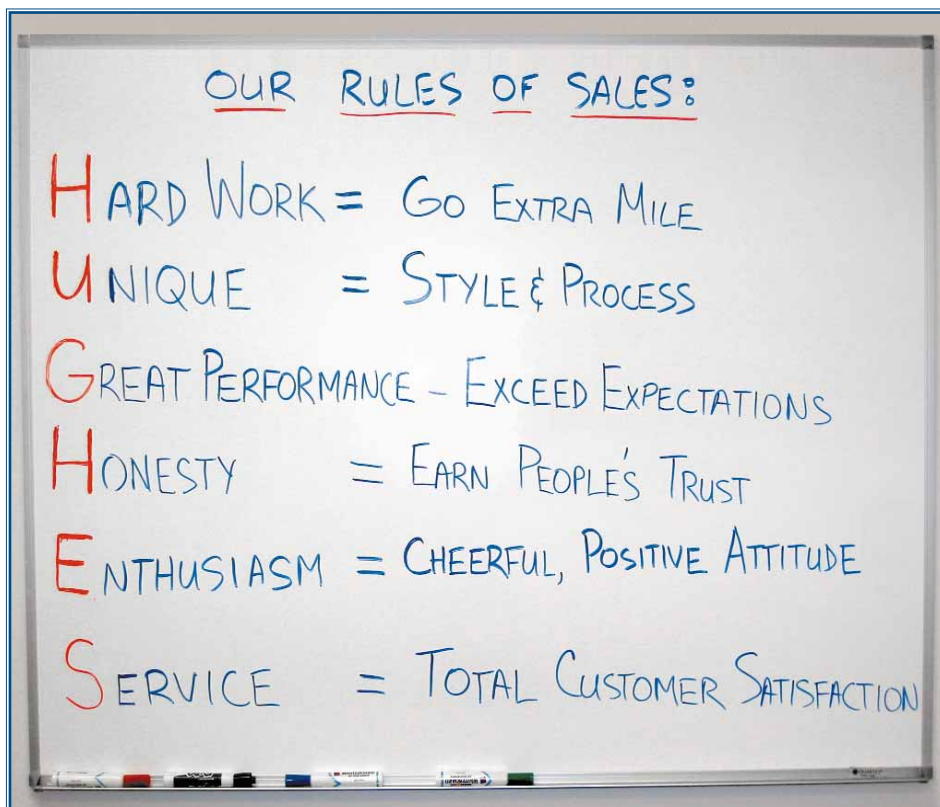 OUR RULES OF SALES:
HARD WORK = GO EXTRA MILE
UNIQUE = STYLE & PROCESS
GREAT PERFORMANCE – EXCEED EXPECTATIONS
HONESTY = EARN PEOPLE'S TRUST
ENTHUSIASM = CHEERFUL, POSITIVE ATTITUDE
SERVICE = TOTAL CUSTOMER SATISFACTION